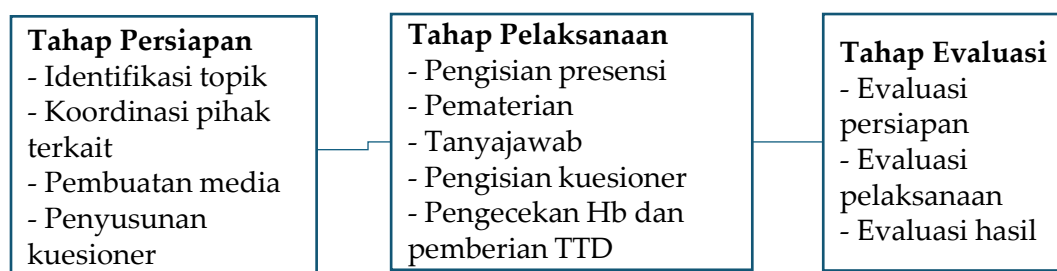 Tahap Persiapan
- Identifikasi topik
- Koordinasi pihak
terkait
- Pembuatan media
- Penyusunan
kuesioner
Tahap Pelaksanaan
- Pengisian presensi
- Pematerian
- Tanyajawab
- Pengisian kuesioner
- Pengecekan Hb dan
pemberian TTD
Tahap Evaluasi
- Evaluasi
persiapan
- Evaluasi
pelaksanaan
- Evaluasi hasil